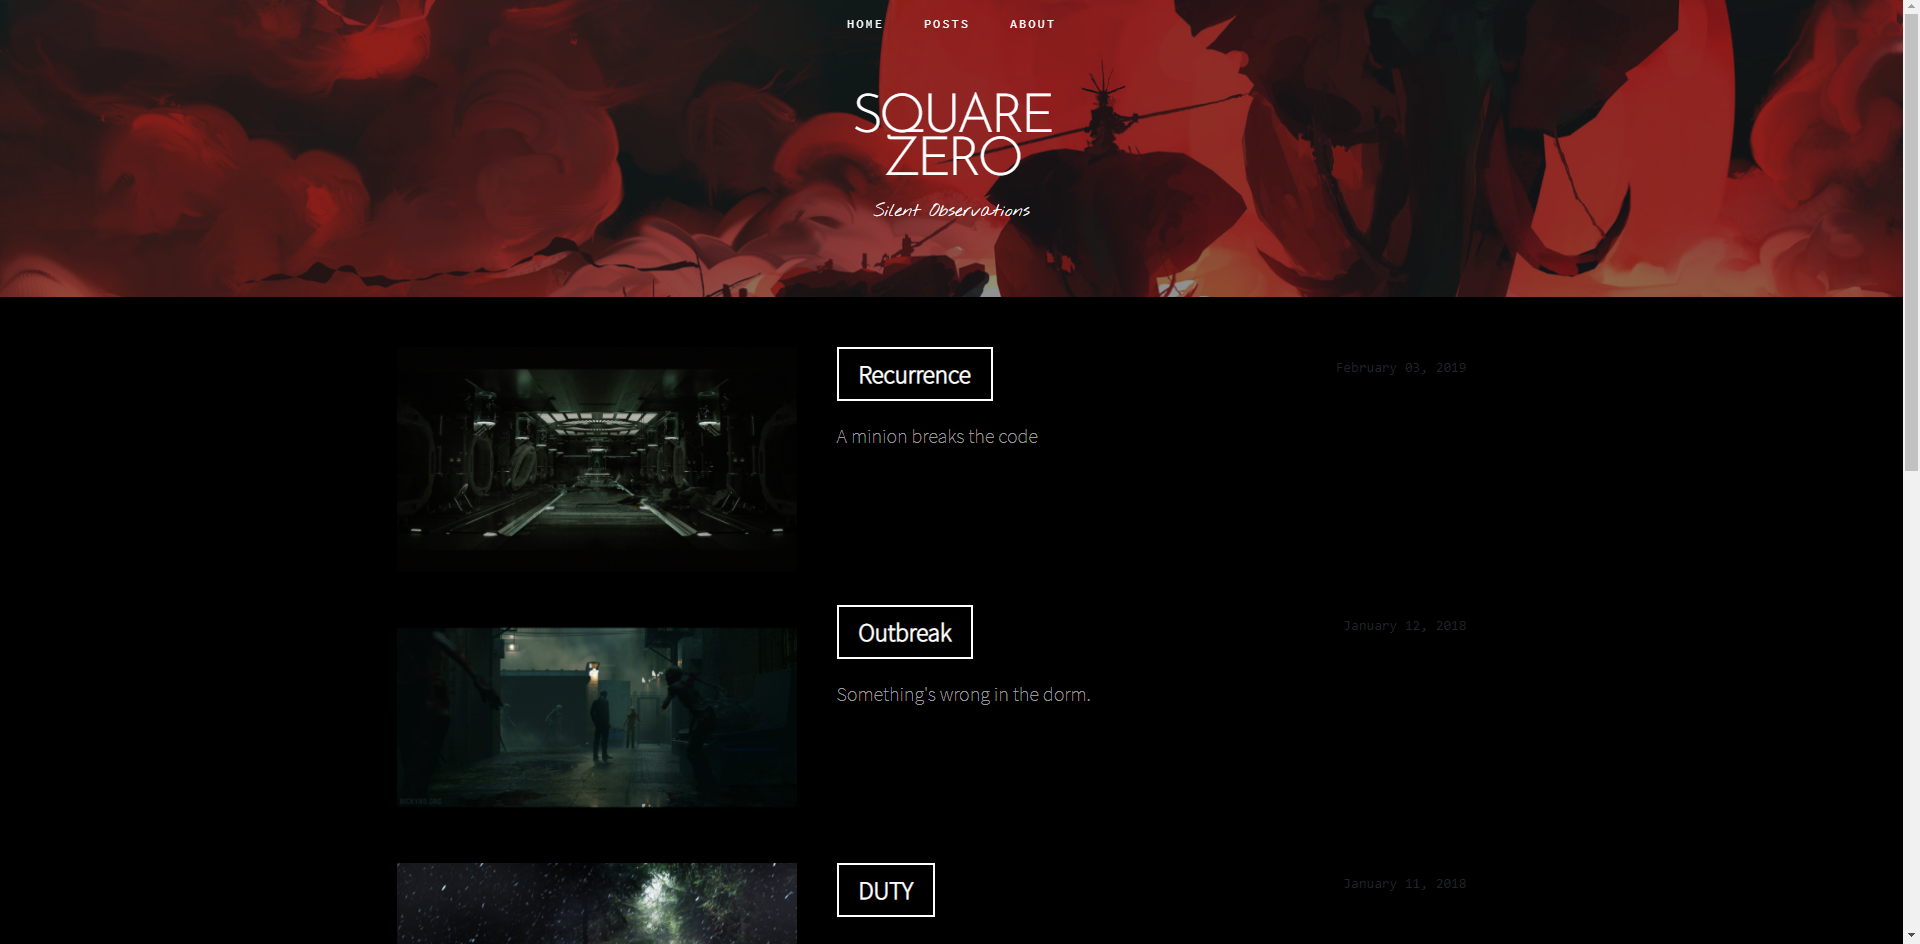 HOME POSTS ABOUT
SQUARE
ZERO
Silent Observations
Recurrence
February 03, 2019
A minion breaks the code
Outbreak
January 12, 2018
Something's wrong in the dorm.
DUTY
January 11, 2018